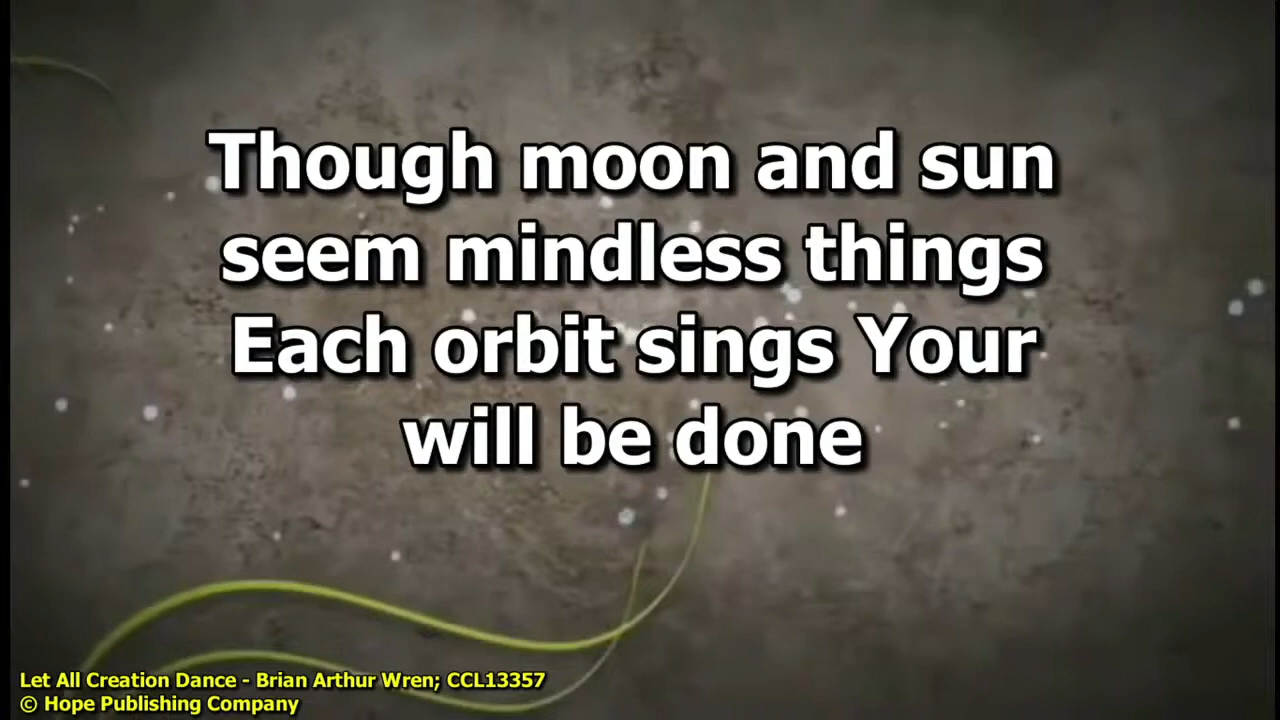 Though moon and sun
seem mindless things
Each orbit sings Your
will be done
Let All Creation Dance - Brian Arthur Wren; CCL13357
© Hope Publishing Company